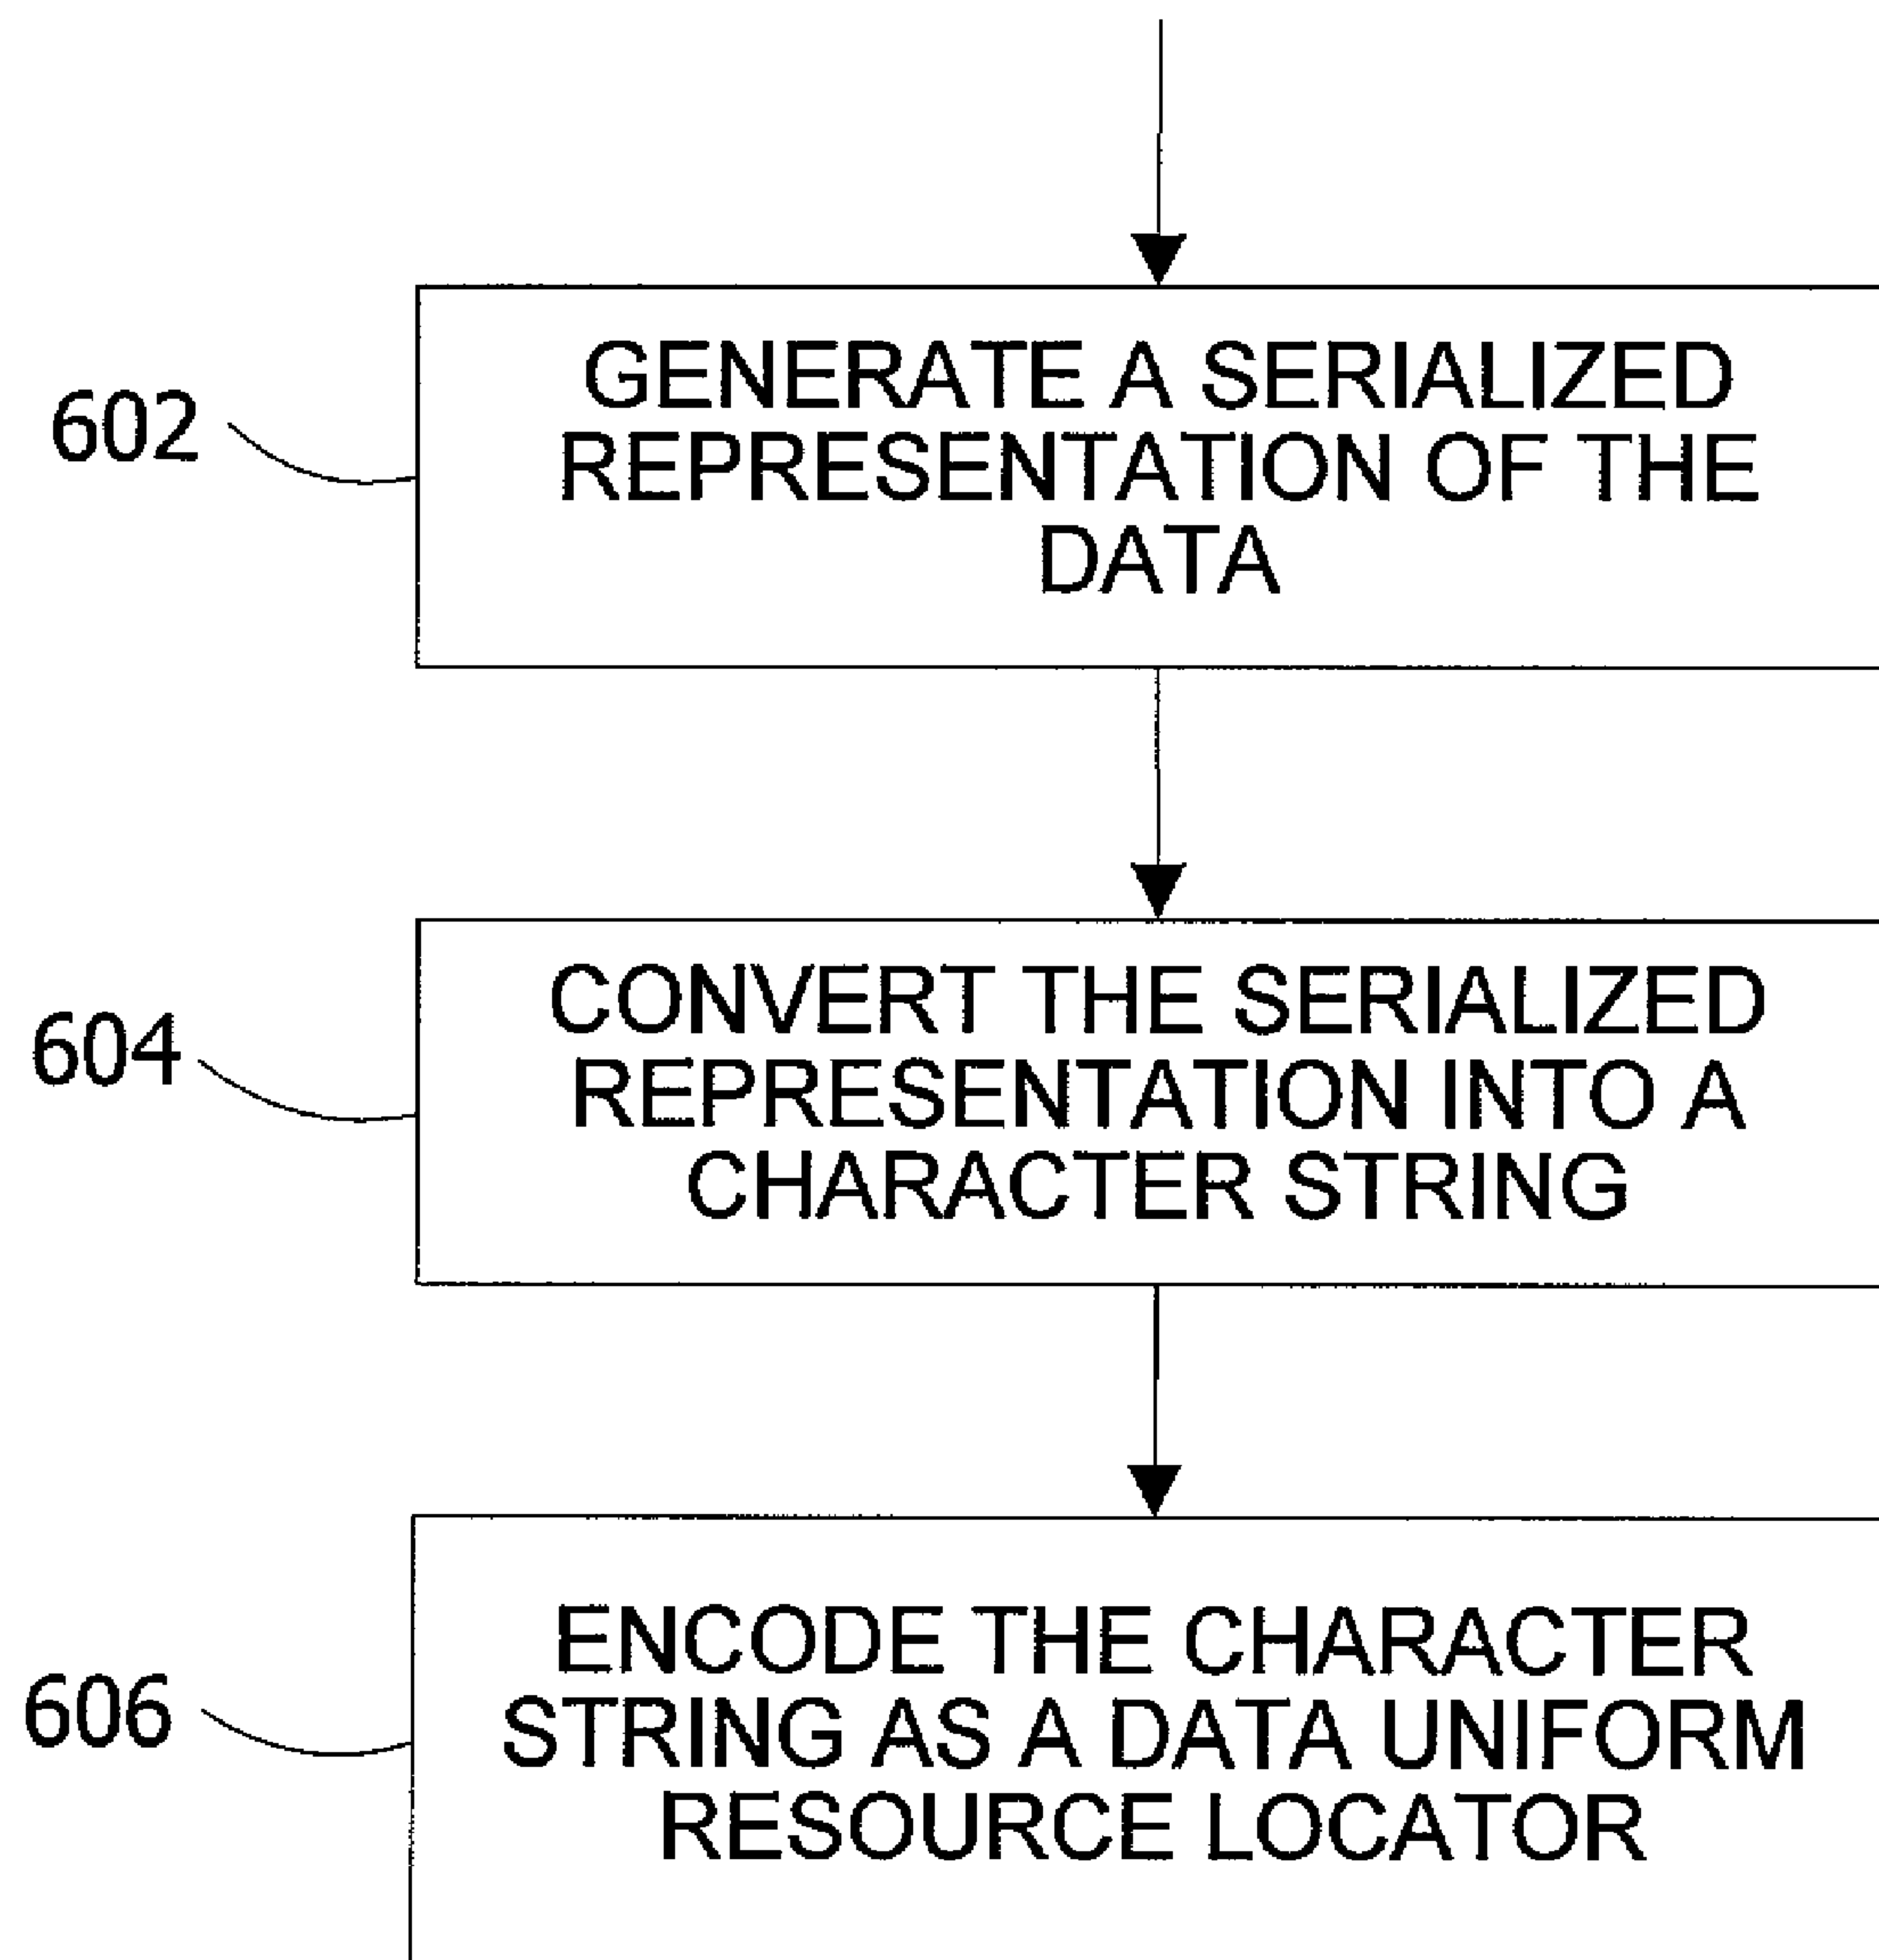 GENERATE A SERIALIZED
REPRESENTATION OF THE
DATA
602
CONVERT THE SERIALIZED
REPRESENTATION INTO A
CHARACTER STRING
604
ENCODE THE CHARACTER
STRING AS A DATA UNIFORM
RESOURCE LOCATOR
606